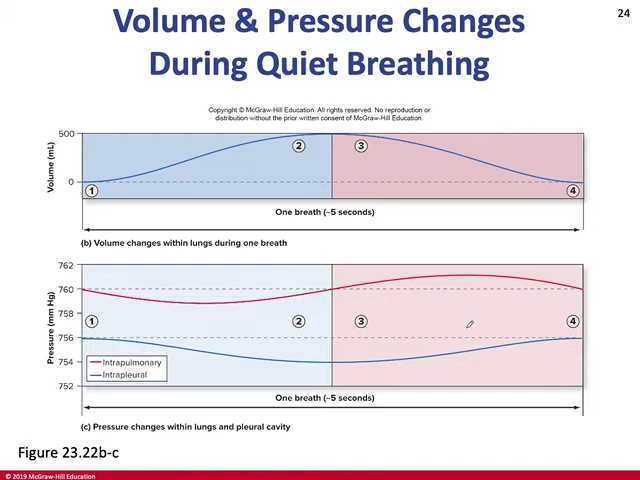 Volume & Pressure Changes
During Quiet Breathing
24
Copyright © McGraw-Hill Education. All rights reserved. No reproduction or
distribution without the prior written consent of McGraw-Hill Education.
Volume (mL)
500
0
1
2
3
4
One breath (~5 seconds)
(b) Volume changes within lungs during one breath
Pressure (mm Hg)
762
760
758
756
754
752
1
2
3
4
Intrapulmonary
Intrapleural
One breath (~5 seconds)
(c) Pressure changes within lungs and pleural cavity
Figure 23.22b-c
© 2019 McGraw-Hill Education